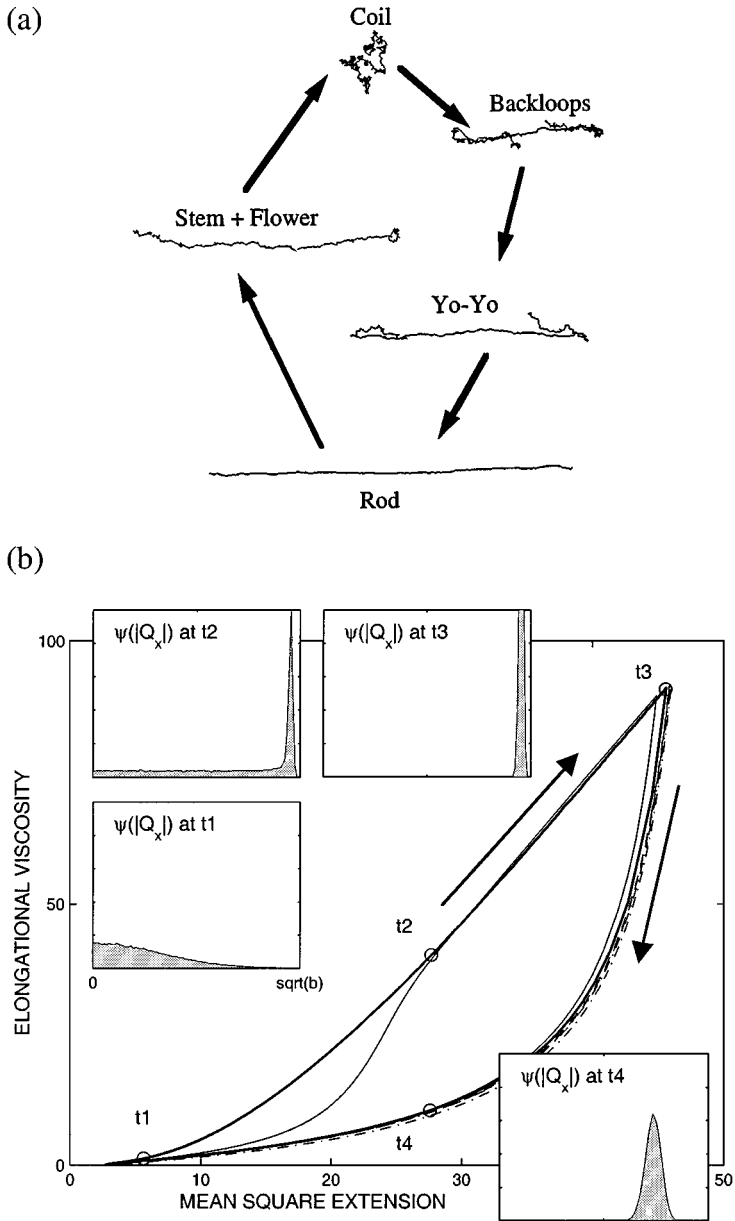 (a)
Coil
Backloops
Stem + Flower
Yo-Yo
Rod
(b)
ψ(|Qₓ|) at t2
ψ(|Qₓ|) at t3
ψ(|Qₓ|) at t1
0 sqrt(b)
ψ(|Qₓ|) at t4
t1
t2
t3
t4
ELONGATIONAL VISCOSITY
100
50
0
0 10 20 30 50
MEAN SQUARE EXTENSION